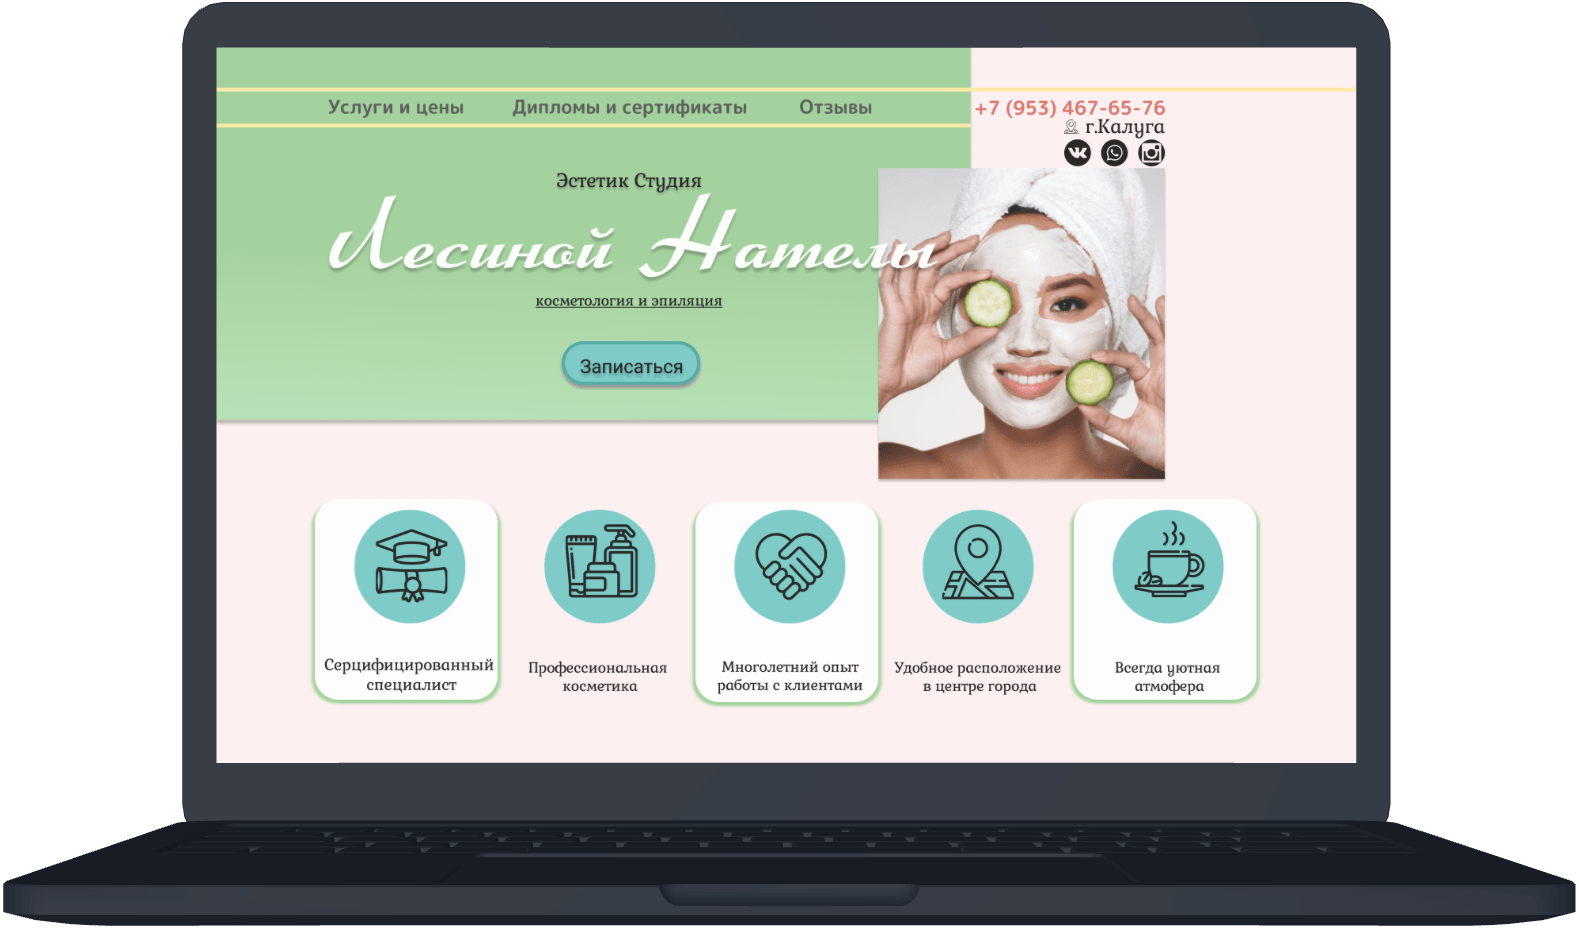 Услуги и цены
Дипломы и сертификаты
Отзывы
+7 (953) 467-65-76
г.Калуга
Эстетик Студия
Лесиной Нателы
косметология и эпиляция
Записаться
Серцифицированный
специалист
Профессиональная
косметика
Многолетний опыт
работы с клиентами
Удобное расположение
в центре города
Всегда уютная
атмофера